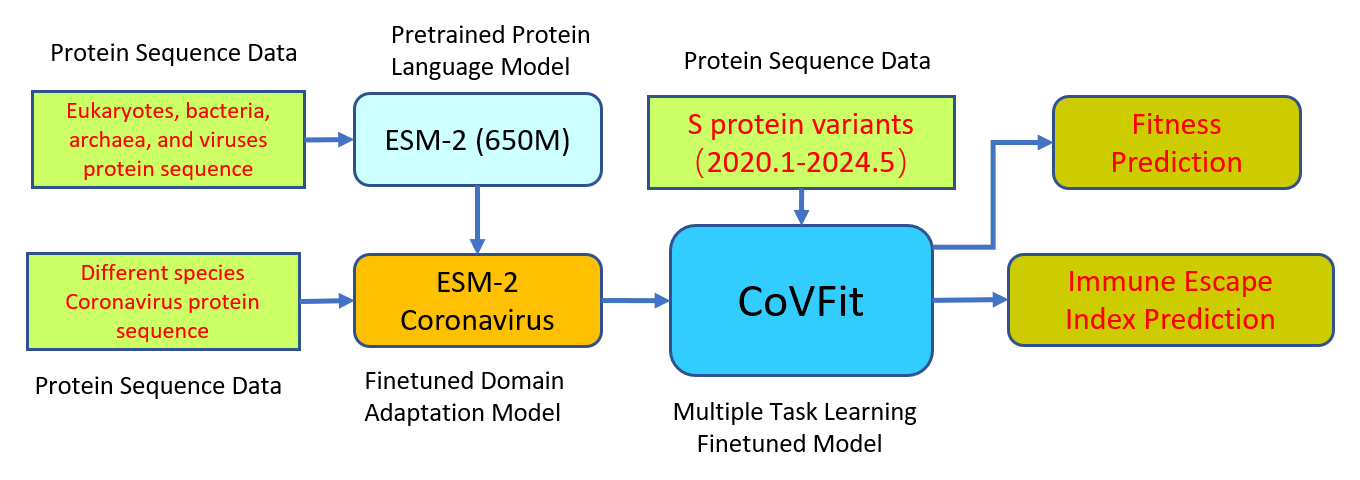 Protein Sequence Data
Eukaryotes, bacteria,
archaea, and viruses
protein sequence
Pretrained Protein
Language Model
ESM-2 (650M)
Protein Sequence Data
S protein variants
（2020.1-2024.5）
Fitness
Prediction
Different species
Coronavirus protein
sequence
Protein Sequence Data
ESM-2
Coronavirus
Finetuned Domain
Adaptation Model
CoVFit
Multiple Task Learning
Finetuned Model
Immune Escape
Index Prediction